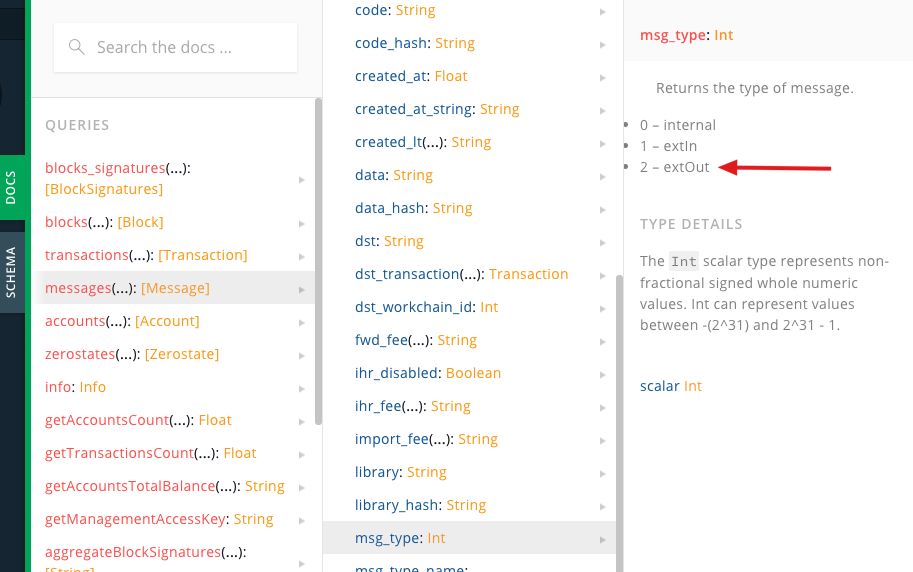 DOCS
SCHEMA
Search the docs ...
QUERIES
blocks_signatures(...):
[BlockSignatures]
blocks(...): [Block]
transactions(...): [Transaction]
messages(...): [Message]
accounts(...): [Account]
zerostates(...): [Zerostate]
info: Info
getAccountsCount(...): Float
getTransactionsCount(...): Float
getAccountsTotalBalance(...): String
getManagementAccessKey: String
aggregateBlockSignatures(...):
[String]
code: String
code_hash: String
created_at: Float
created_at_string: String
created_lt(...): String
data: String
data_hash: String
dst: String
dst_transaction(...): Transaction
dst_workchain_id: Int
fwd_fee(...): String
ihr_disabled: Boolean
ihr_fee(...): String
import_fee(...): String
library: String
library_hash: String
msg_type: Int
msg_type_name:
msg_type: Int
Returns the type of message.
• 0 – internal
• 1 – extIn
• 2 – extOut
TYPE DETAILS
The Int scalar type represents non-
fractional signed whole numeric
values. Int can represent values
between -(2^31) and 2^31 - 1.
scalar Int